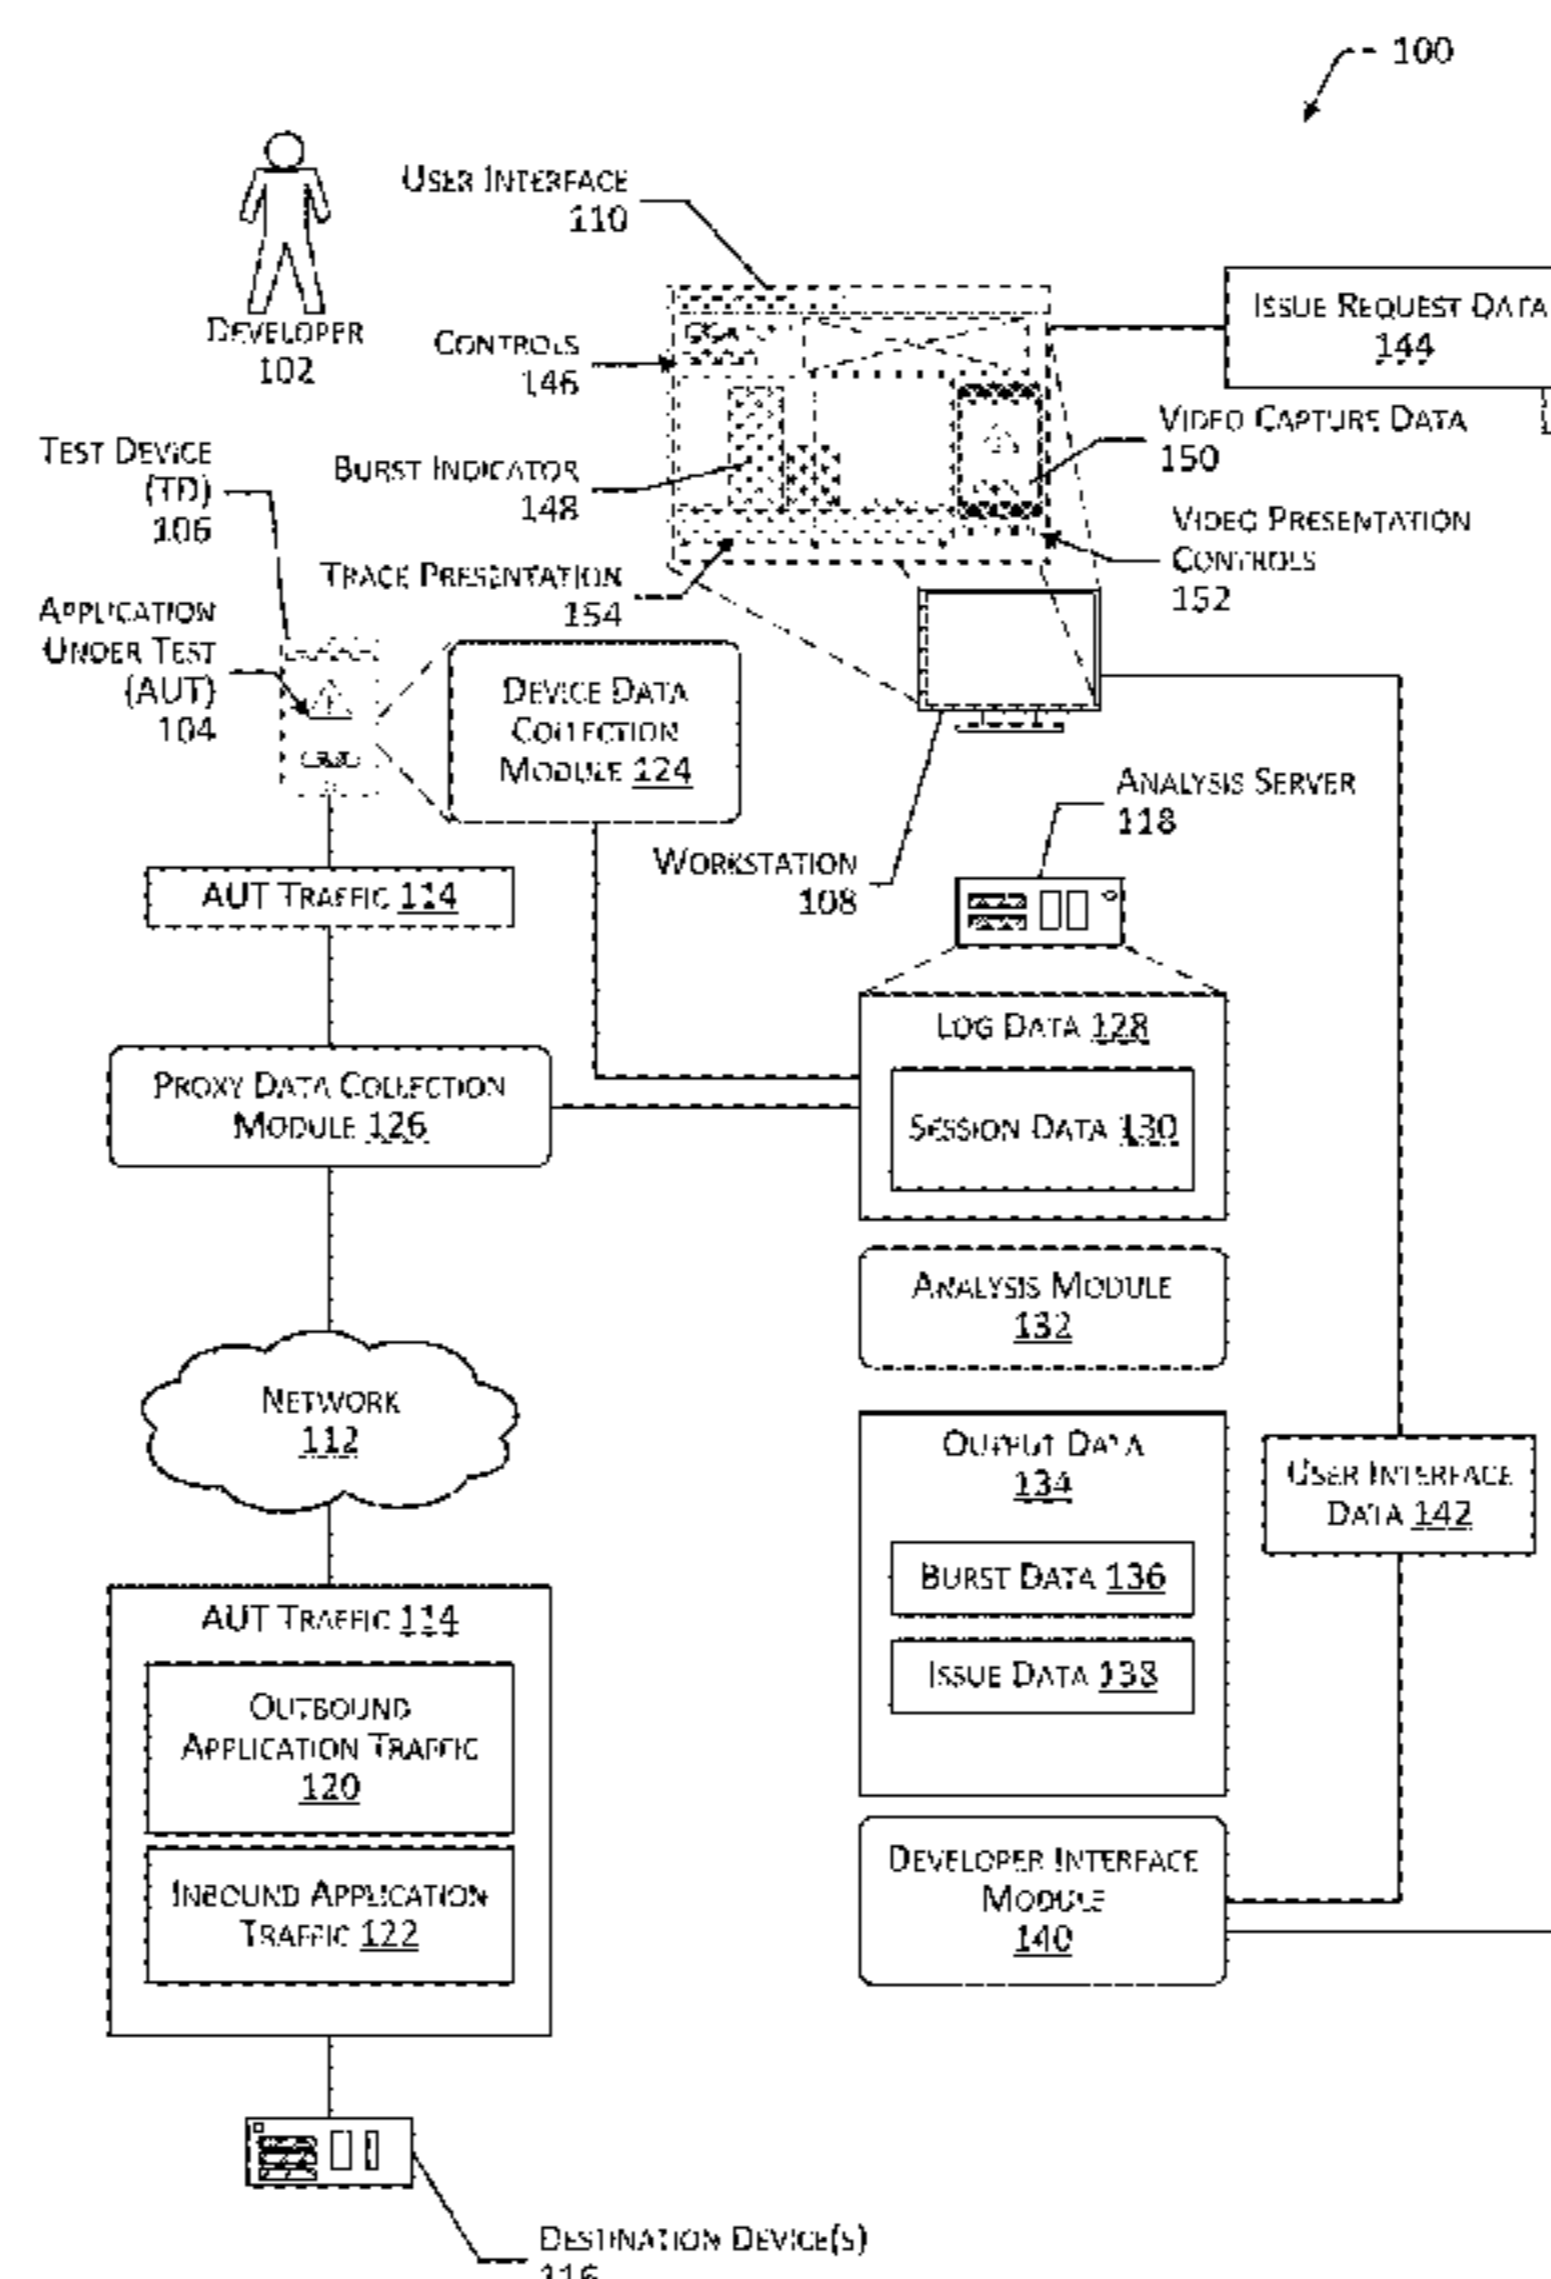 100
USER INTERFACE
110
DEVELOPER
102
ISSUE REQUEST DATA
144
CONTROLS
146
VIDEO CAPTURE DATA
150
TEST DEVICE
(TD)
106
BURST INDICATOR
148
VIDEO PRESENTATION
CONTROLS
152
TRACE PRESENTATION
154
APPLICATION
UNDER TEST
(AUT)
104
DEVICE DATA
COLLECTION
MODULE 124
ANALYSIS SERVER
118
WORKSTATION
108
AUT TRAFFIC 114
LOG DATA 128
SESSION DATA 130
PROXY DATA COLLECTION
MODULE 126
ANALYSIS MODULE
132
NETWORK
112
OUTPUT DATA
134
BURST DATA 136
ISSUE DATA 138
USER INTERFACE
DATA 142
AUT TRAFFIC 114
OUTBOUND
APPLICATION TRAFFIC
120
INBOUND APPLICATION
TRAFFIC 122
DEVELOPER INTERFACE
MODULE
140
DESTINATION DEVICE(S)
116